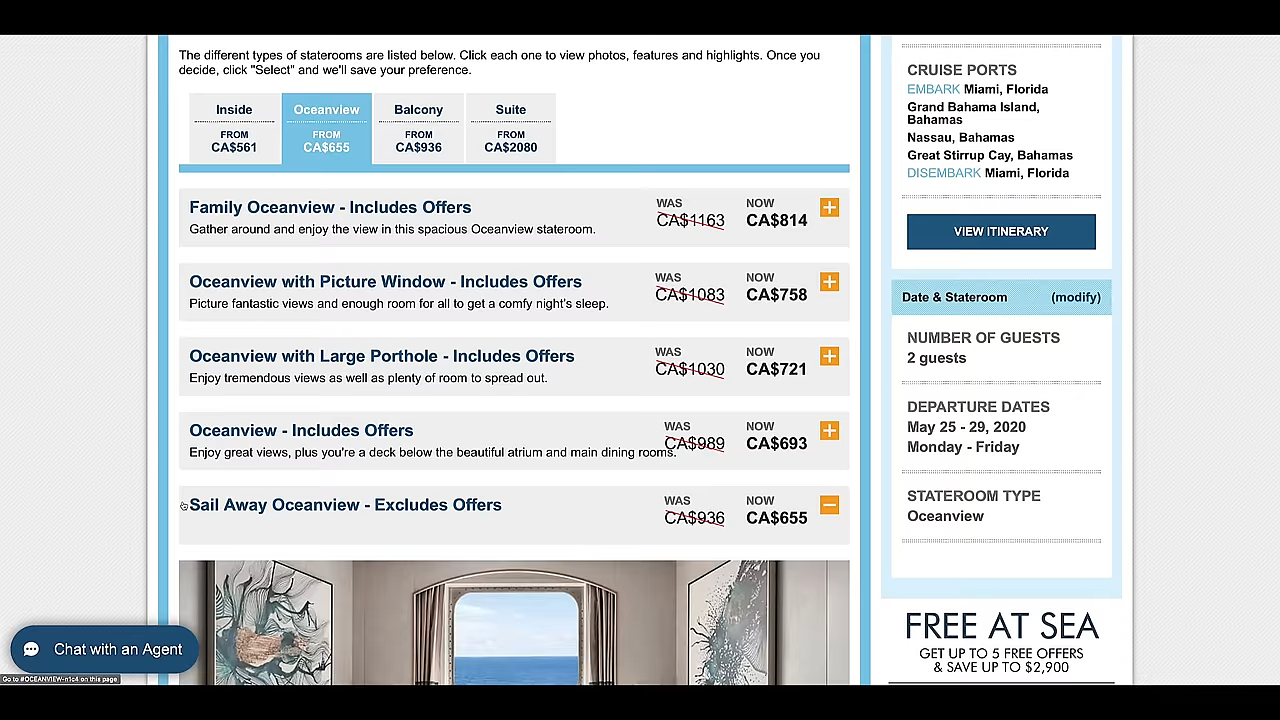 The different types of staterooms are listed below. Click each one to view photos, features and highlights. Once you
decide, click "Select" and we'll save your preference.
Inside
FROM
CA$561
Oceanview
FROM
CA$655
Balcony
FROM
CA$936
Suite
FROM
CA$2080
Family Oceanview - Includes Offers
Gather around and enjoy the view in this spacious Oceanview stateroom.
WAS
CA$1163
NOW
CA$814
Oceanview with Picture Window - Includes Offers
Picture fantastic views and enough room for all to get a comfy night's sleep.
WAS
CA$1083
NOW
CA$758
Oceanview with Large Porthole - Includes Offers
Enjoy tremendous views as well as plenty of room to spread out.
WAS
CA$1030
NOW
CA$721
Oceanview - Includes Offers
Enjoy great views, plus you're a deck below the beautiful atrium and main dining rooms.
WAS
CA$989
NOW
CA$693
Sail Away Oceanview - Excludes Offers
WAS
CA$936
NOW
CA$655
Chat with an Agent
Go to #OCEANVIEW-n1c4 on this page
CRUISE PORTS
EMBARK Miami, Florida
Grand Bahama Island,
Bahamas
Nassau, Bahamas
Great Stirrup Cay, Bahamas
DISEMBARK Miami, Florida
VIEW ITINERARY
Date & Stateroom (modify)
NUMBER OF GUESTS
2 guests
DEPARTURE DATES
May 25 - 29, 2020
Monday - Friday
STATEROOM TYPE
Oceanview
FREE AT SEA
GET UP TO 5 FREE OFFERS
& SAVE UP TO $2,900